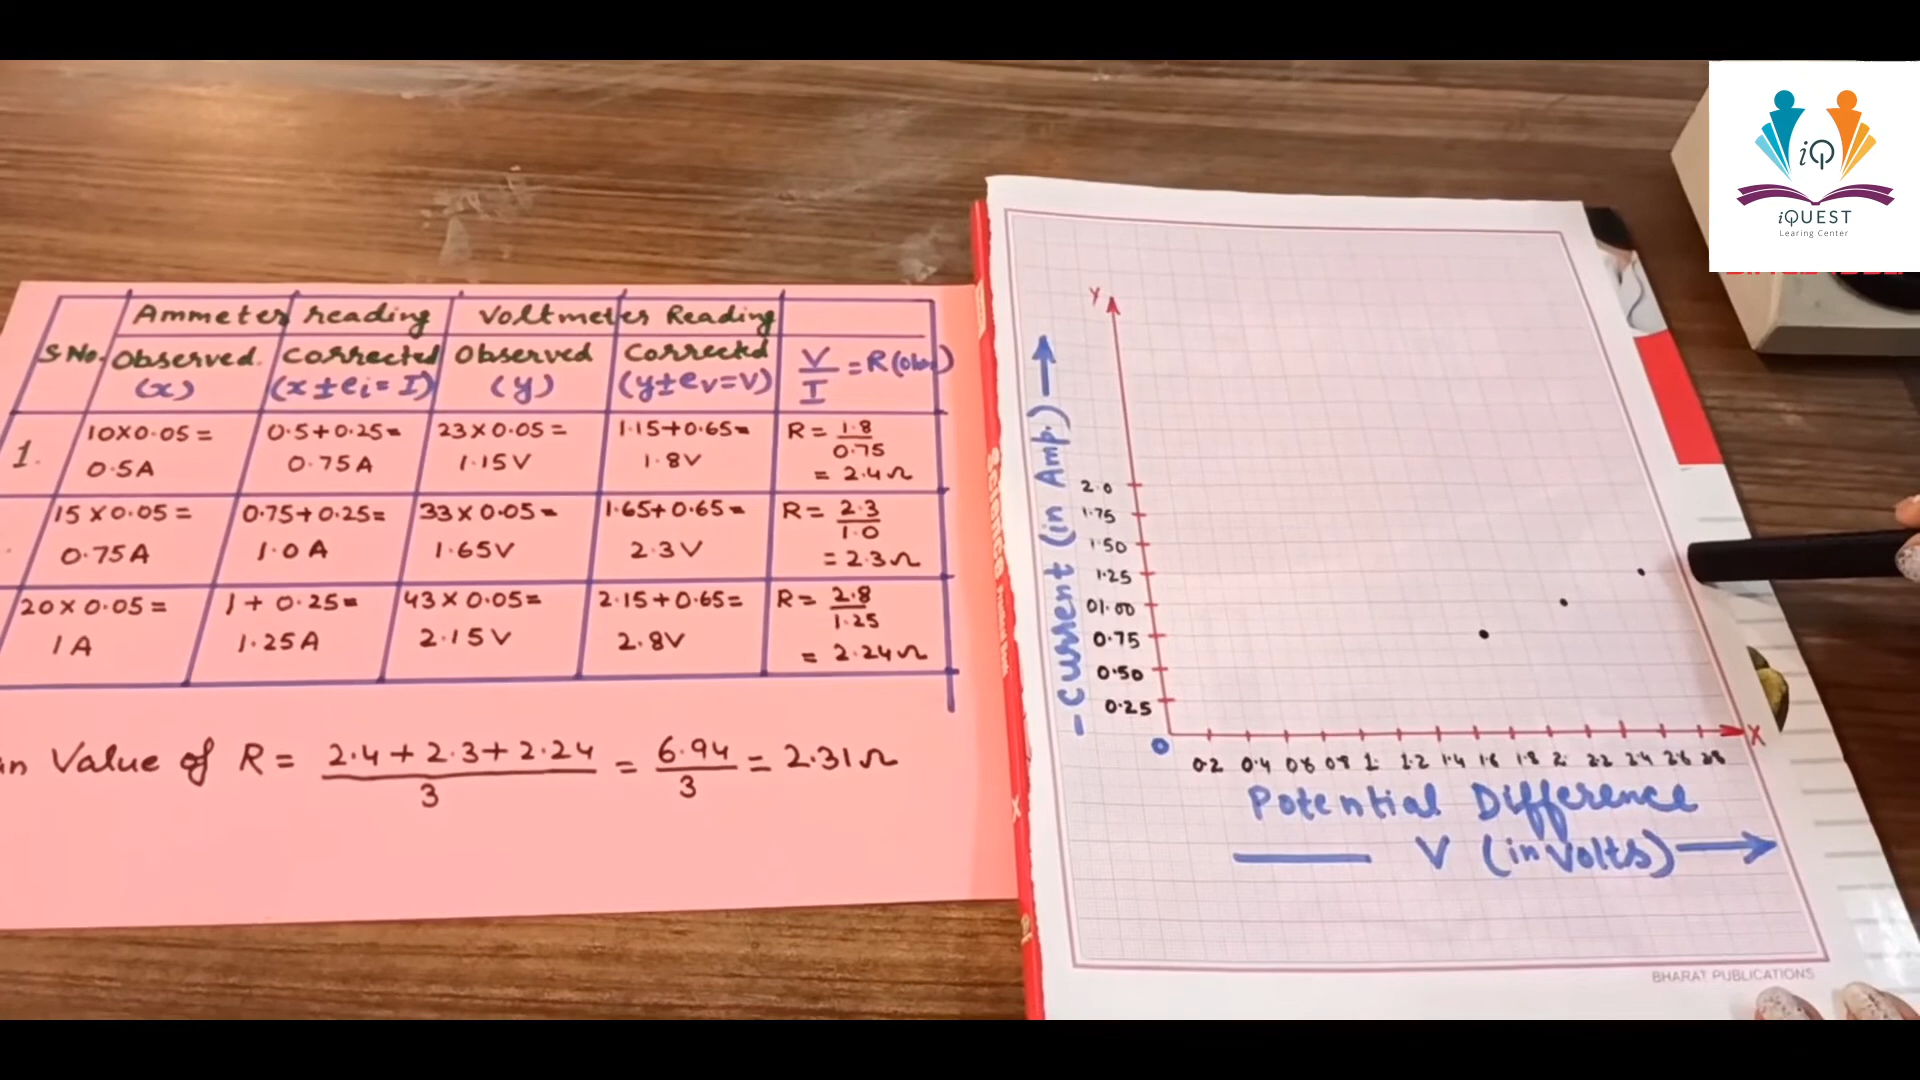 iQ
iQUEST
Learing Center
Ammeter reading Voltmeter Reading
S No. Observed. (x) Corrected (x±ei=I) Observed (y) Corrected (y±ev=V) V/I = R(obs)
1. 10×0.05= 0.5+0.25= 23×0.05= 1.15+0.65= R= 1.8/0.75
0.5A 0.75A 1.15V 1.8V = 2.4Ω
15×0.05= 0.75+0.25= 33×0.05= 1.65+0.65= R= 2.3/1.0
0.75A 1.0A 1.65V 2.3V = 2.3Ω
20×0.05= 1+0.25= 43×0.05= 2.15+0.65= R= 2.8/1.25
1A 1.25A 2.15V 2.8V = 2.24Ω
Value of R= 2.4+2.3+2.24/3 = 6.94/3 = 2.31Ω
Science
X
Y
Current (in Amp.)
2.0
1.75
1.50
1.25
01.00
0.75
0.50
0.25
O X
0.2 0.4 0.6 0.8 1. 1.2 1.4 1.6 1.8 2. 2.2 2.4 2.6 2.8
Potential Difference
V (in Volts)
BHARAT PUBLICATIONS